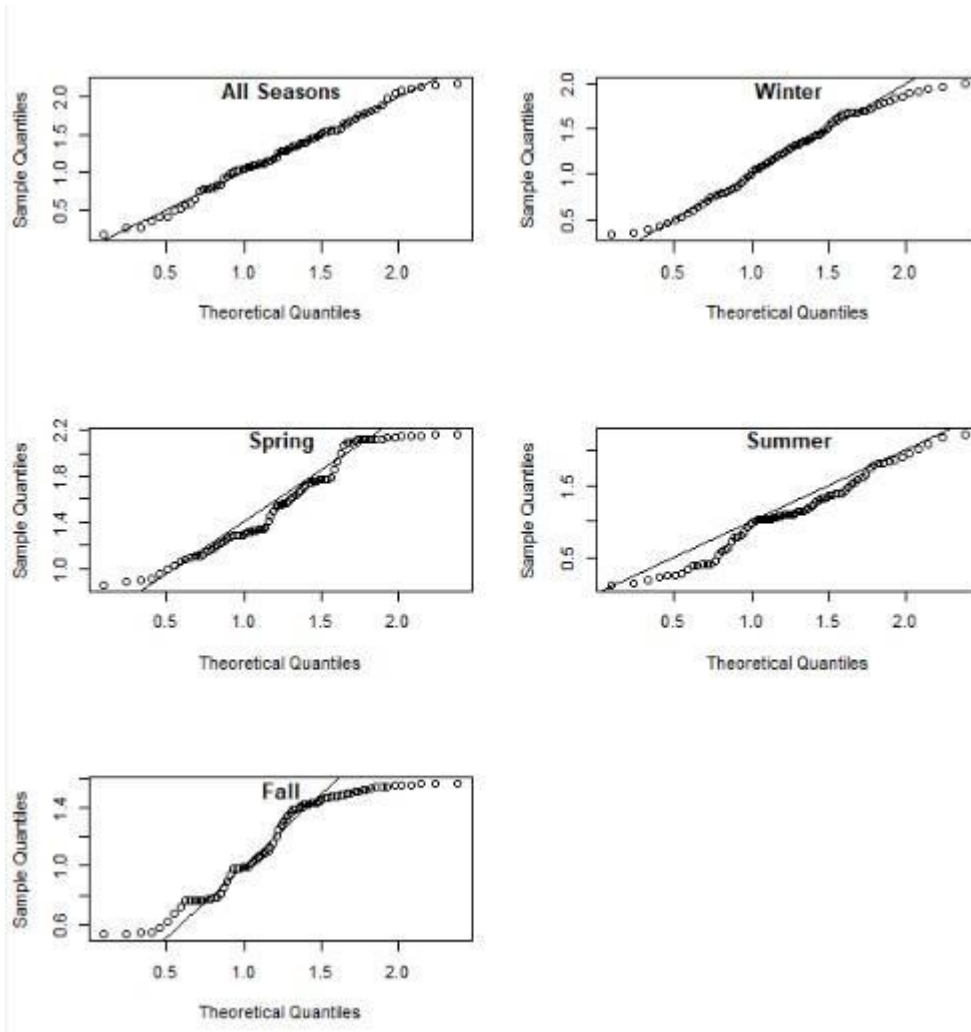 All Seasons
Sample Quantiles
0.5 1.0 1.5 2.0
0.5 1.0 1.5 2.0
Theoretical Quantiles
Winter
Sample Quantiles
0.5 1.0 1.5 2.0
0.5 1.0 1.5 2.0
Theoretical Quantiles
Spring
Sample Quantiles
1.0 1.4 1.8 2.2
0.5 1.0 1.5 2.0
Theoretical Quantiles
Summer
Sample Quantiles
0.5 1.5
0.5 1.0 1.5 2.0
Theoretical Quantiles
Fall
Sample Quantiles
0.6 1.0 1.4
0.5 1.0 1.5 2.0
Theoretical Quantiles